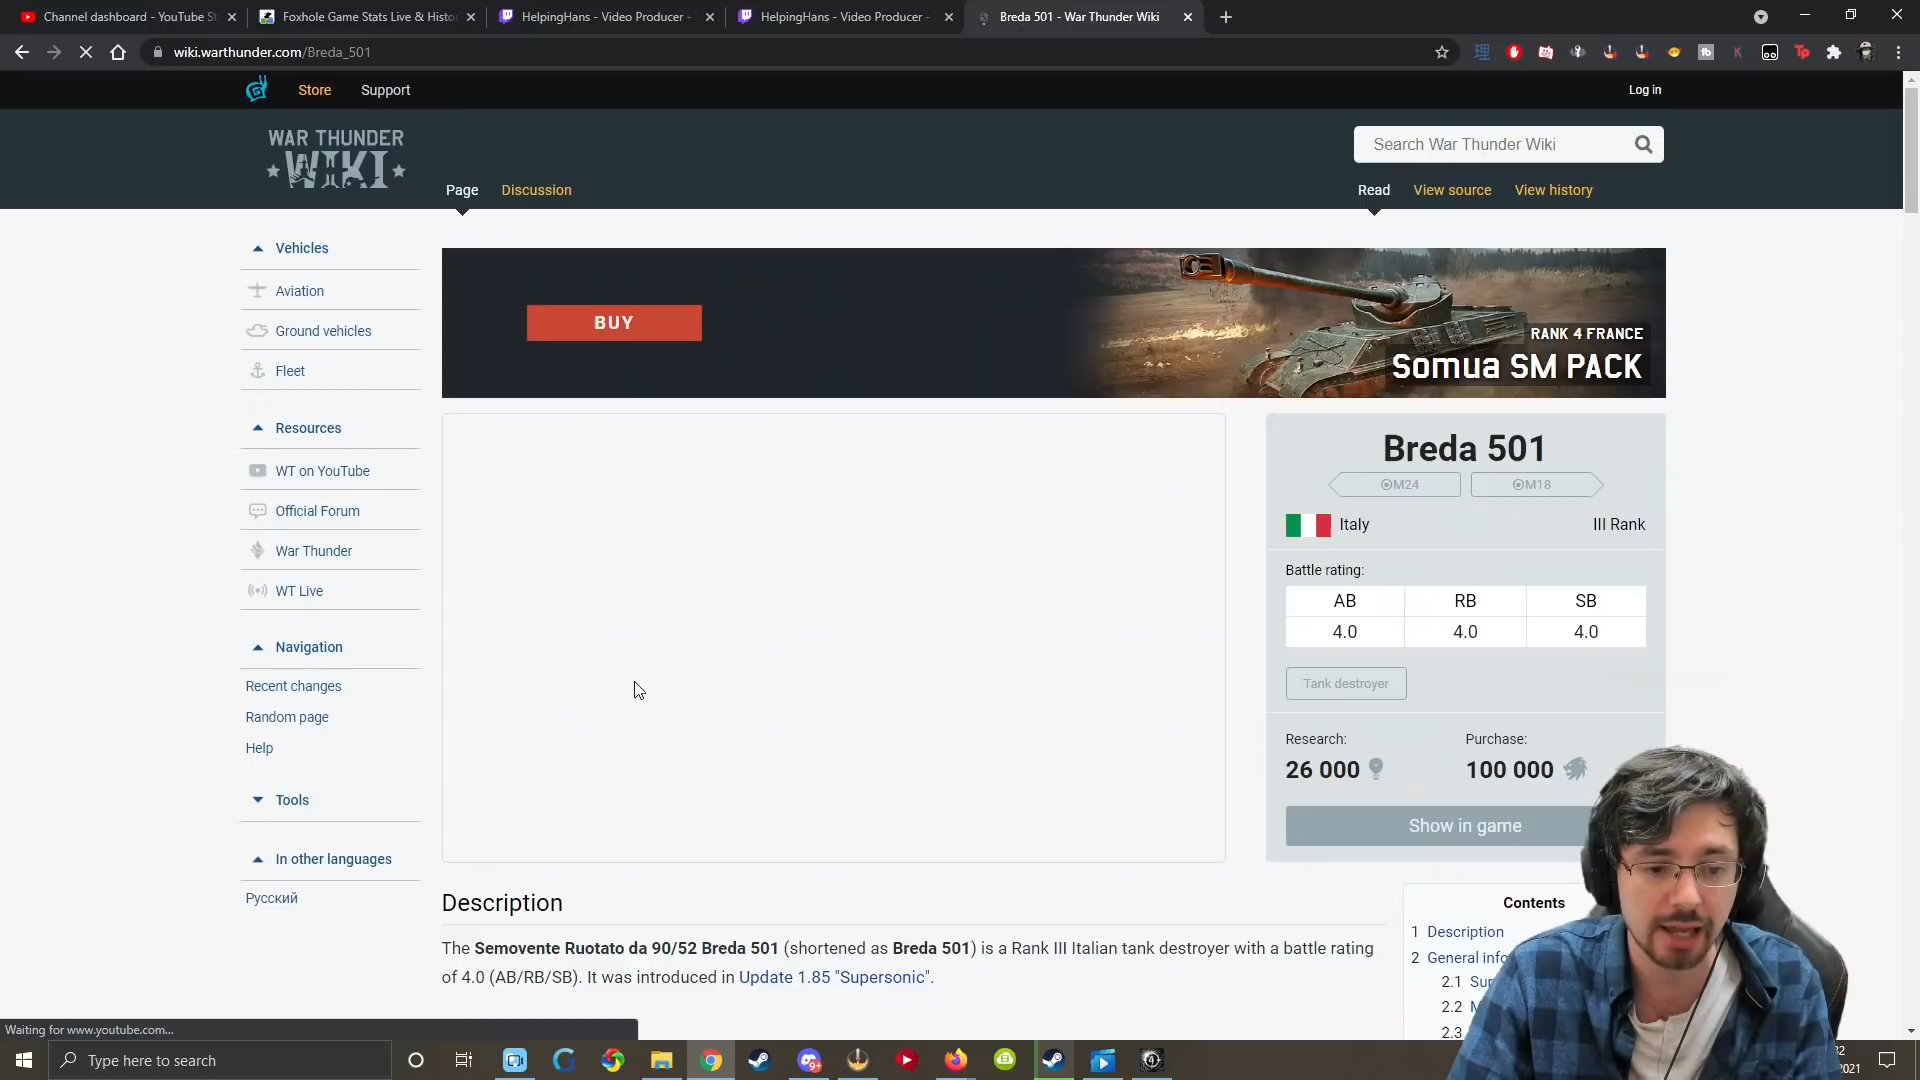 Channel dashboard - YouTube St
Foxhole Game Stats Live & Histo
HelpingHans - Video Producer -
HelpingHans - Video Producer -
Breda 501 - War Thunder Wiki
wiki.warthunder.com/Breda_501
Store
Support
Log in
WAR THUNDER
WIKI
Search War Thunder Wiki
Page
Discussion
Read
View source
View history
Vehicles
Aviation
Ground vehicles
Fleet
Resources
WT on YouTube
Official Forum
War Thunder
WT Live
Navigation
Recent changes
Random page
Help
Tools
In other languages
Русский
BUY
RANK 4 FRANCE
Somua SM PACK
Breda 501
M24
M18
Italy
III Rank
Battle rating:
AB RB SB
4.0 4.0 4.0
Tank destroyer
Research:
Purchase:
26 000
100 000
Show in game
Description
The Semovente Ruotato da 90/52 Breda 501 (shortened as Breda 501) is a Rank III Italian tank destroyer with a battle rating
of 4.0 (AB/RB/SB). It was introduced in Update 1.85 "Supersonic".
Contents
1 Description
2 General info
2.1 Sur
2.2 M
2.3
Waiting for www.youtube.com...
Type here to search
9+
2021